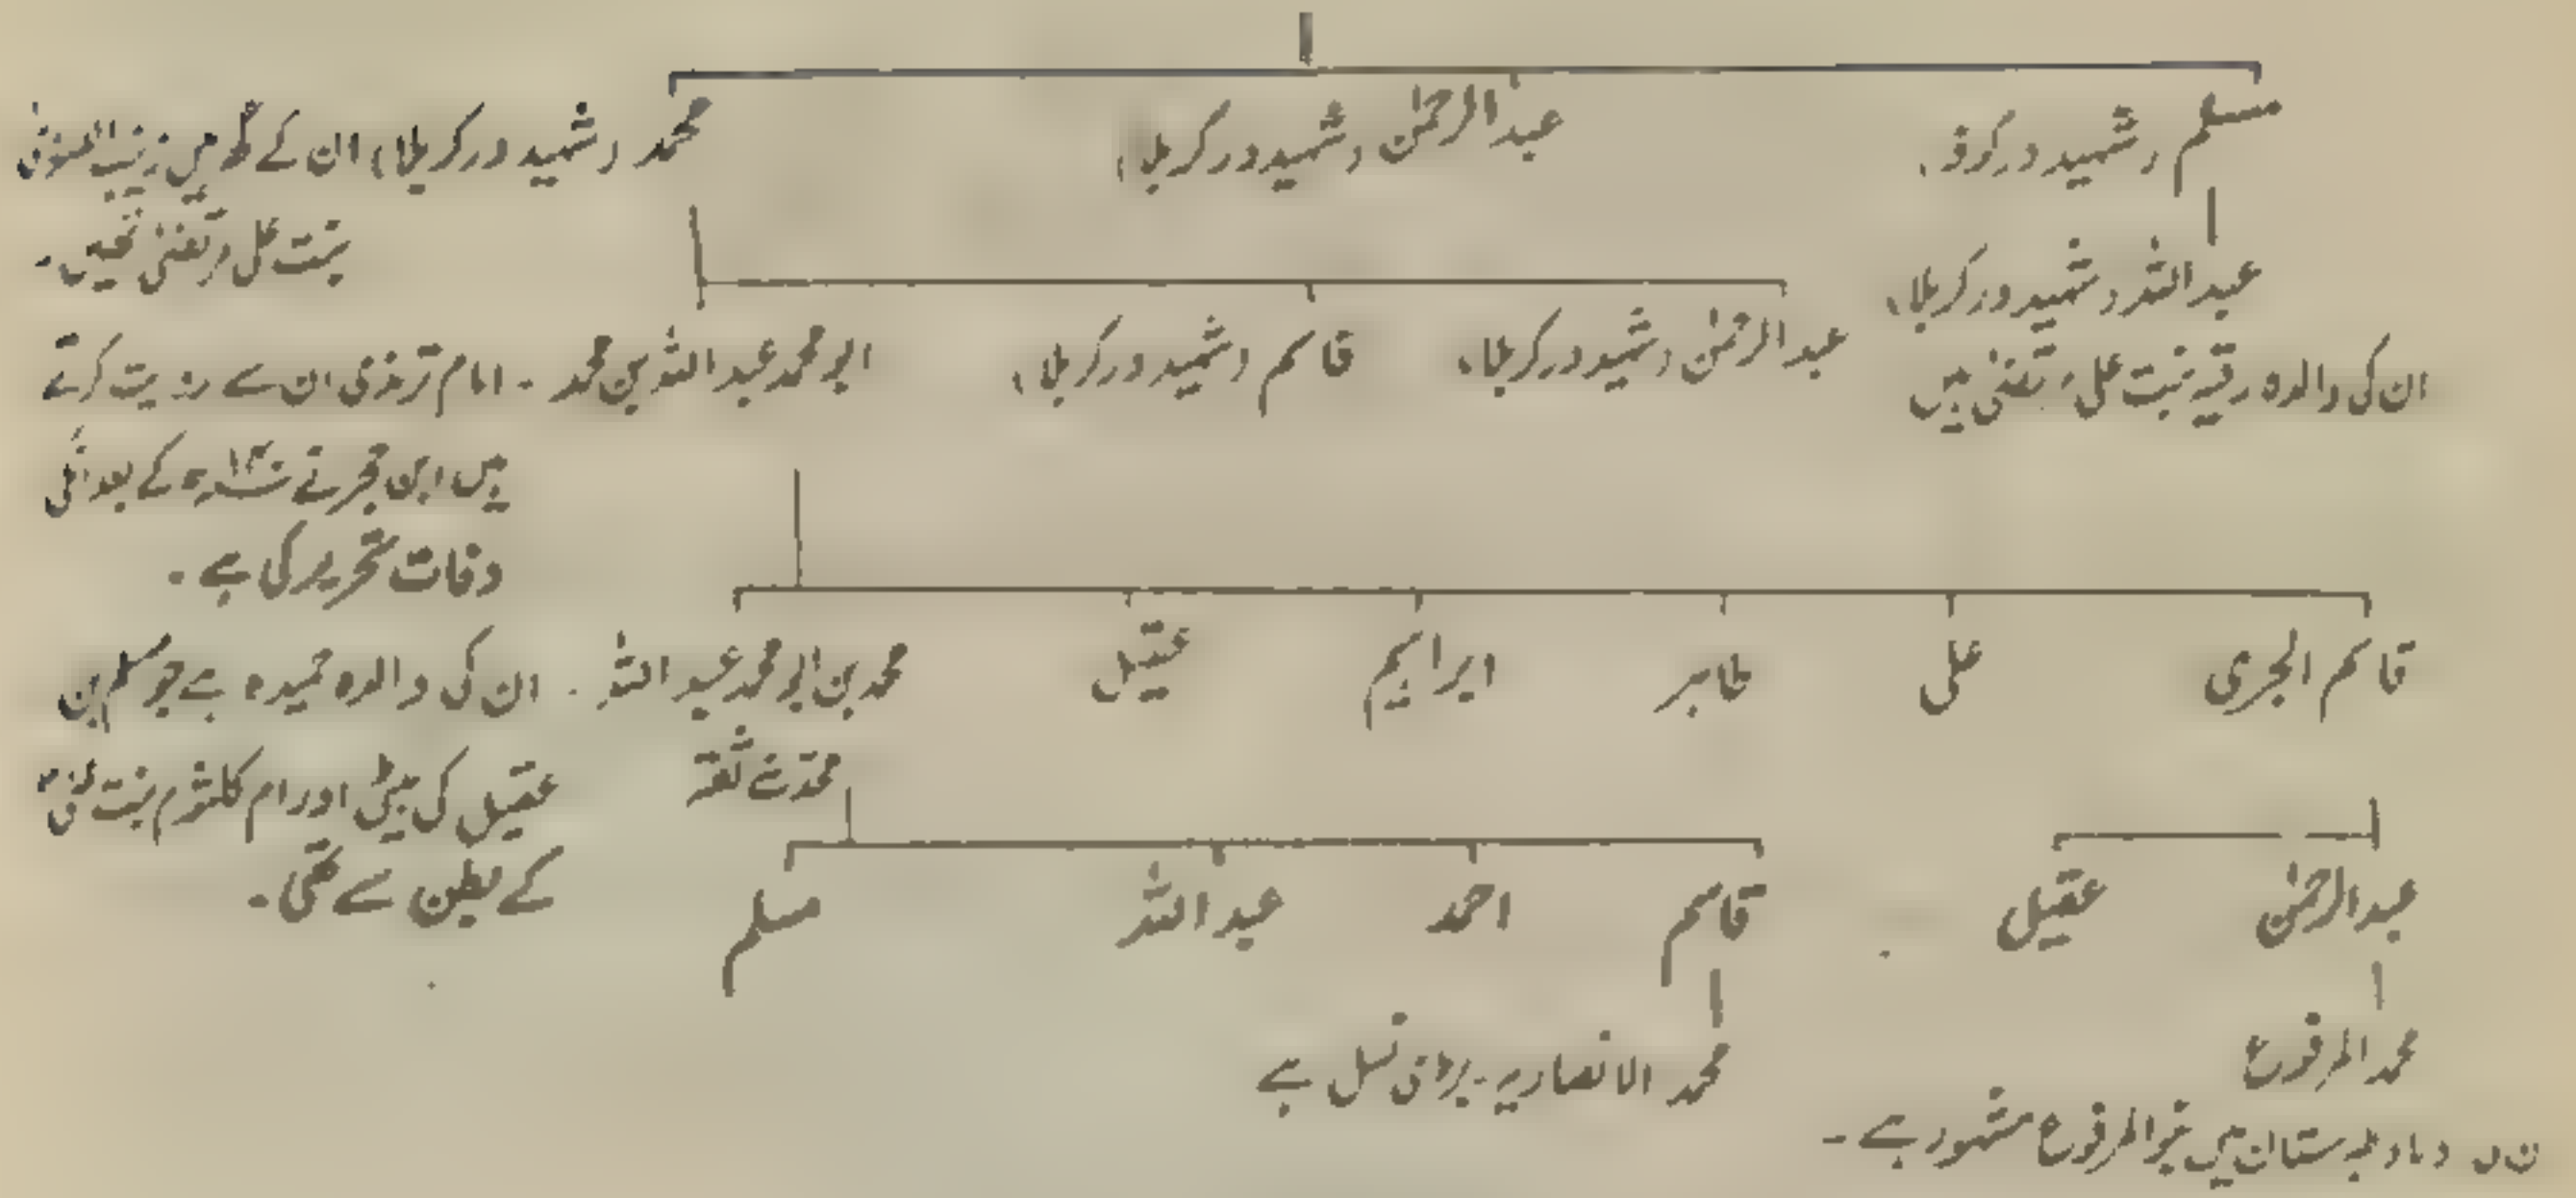 مسلم (شہید در کوفہ) عبدالرحمٰن (شہید در کربلا) محمد (شہید در کربلا) ان کے گھر میں زینب الصغریٰ
بنت علی مرتضیٰ تھیں۔
عبداللہ (شہید در کربلا)
ان کی والدہ رقیہ بنت علی مرتضیٰ ہیں
عبدالرحمٰن (شہید در کربلا) قاسم (شہید در کربلا) ابو محمد عبداللہ بن محمد - امام ترمذی ان سے روایت کرتے
ہیں ابن حجر نے کے بعد انکی
وفات تحریر کی ہے۔
قاسم الجزی علی طاہر ابراہیم عقیل محمد بن ابو محمد عبداللہ - ان کی والدہ حمیدہ ہے جو مسلم بن
محدث ثقہ
عقیل کی بیٹی اور ام کلثوم بنت علی
کے بطن سے تھی۔
عبدالرحمٰن عقیل قاسم احمد عبداللہ مسلم
محمد المرفوع
محمد الانصاریہ - بڑی نسل ہے
طبرستان میں بنو المرفوع مشہور ہے -